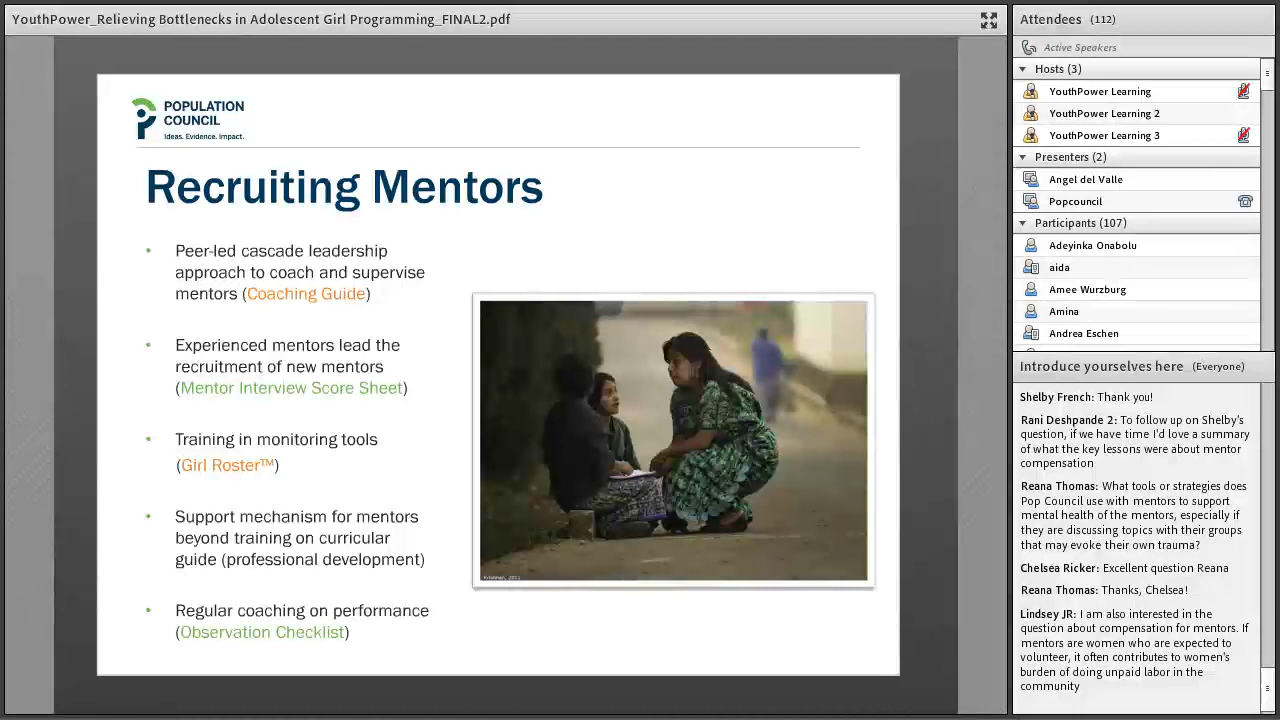 YouthPower_Relieving Bottlenecks in Adolescent Girl Programming_FINAL2.pdf
POPULATION
COUNCIL
Ideas. Evidence. Impact.
Recruiting Mentors
• Peer-led cascade leadership
approach to coach and supervise
mentors (Coaching Guide)
• Experienced mentors lead the
recruitment of new mentors
(Mentor Interview Score Sheet)
• Training in monitoring tools
(Girl Roster™)
• Support mechanism for mentors
beyond training on curricular
guide (professional development)
• Regular coaching on performance
(Observation Checklist)
Attendees (112)
Active Speakers
Hosts (3)
YouthPower Learning
YouthPower Learning 2
YouthPower Learning 3
Presenters (2)
Angel del Valle
Popcouncil
Participants (107)
Adeyinka Onabolu
aida
Amee Wurzburg
Amina
Andrea Eschen
Introduce yourselves here (Everyone)
Shelby French: Thank you!
Rani Deshpande 2: To follow up on Shelby's
question, if we have time I'd love a summary
of what the key lessons were about mentor
compensation
Reana Thomas: What tools or strategies does
Pop Council use with mentors to support
mental health of the mentors, especially if
they are discussing topics with their groups
that may evoke their own trauma?
Chelsea Ricker: Excellent question Reana
Reana Thomas: Thanks, Chelsea!
Lindsey JR: I am also interested in the
question about compensation for mentors. If
mentors are women who are expected to
volunteer, it often contributes to women's
burden of doing unpaid labor in the
community